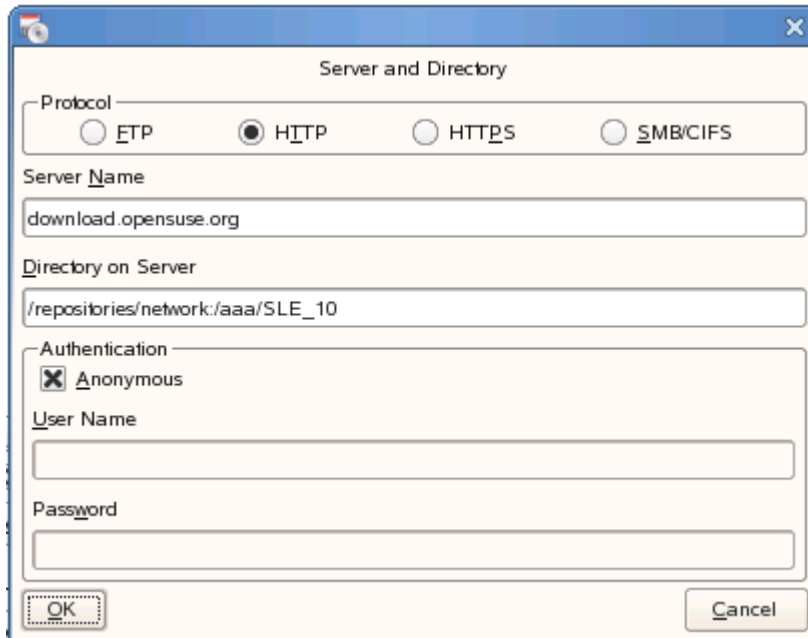 Server and Directory
Protocol
FTP HTTP HTTPS SMB/CIFS
Server Name
download.opensuse.org
Directory on Server
/repositories/network:/aaa/SLE_10
Authentication
Anonymous
User Name
Password
OK Cancel